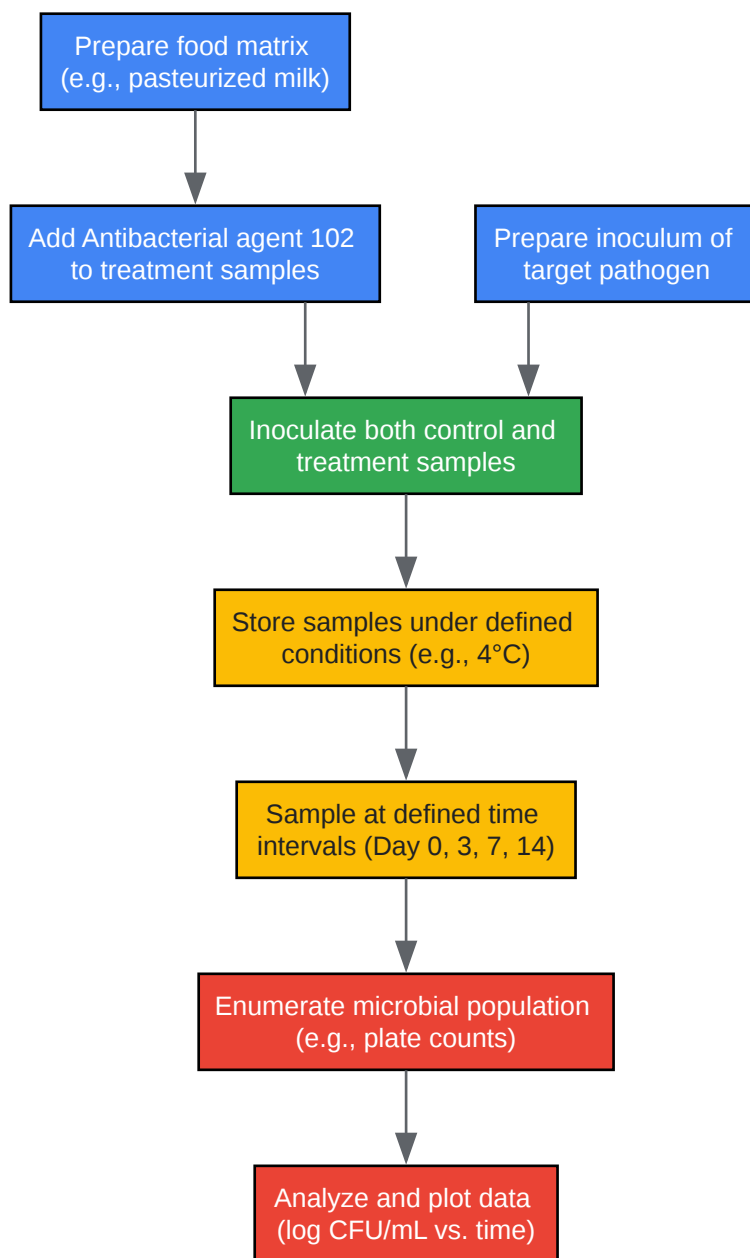 Prepare food matrix
(e.g., pasteurized milk)
Add Antibacterial agent 102
to treatment samples
Prepare inoculum of
target pathogen
Inoculate both control and
treatment samples
Store samples under defined
conditions (e.g., 4°C)
Sample at defined time
intervals (Day 0, 3, 7, 14)
Enumerate microbial population
(e.g., plate counts)
Analyze and plot data
(log CFU/mL vs. time)